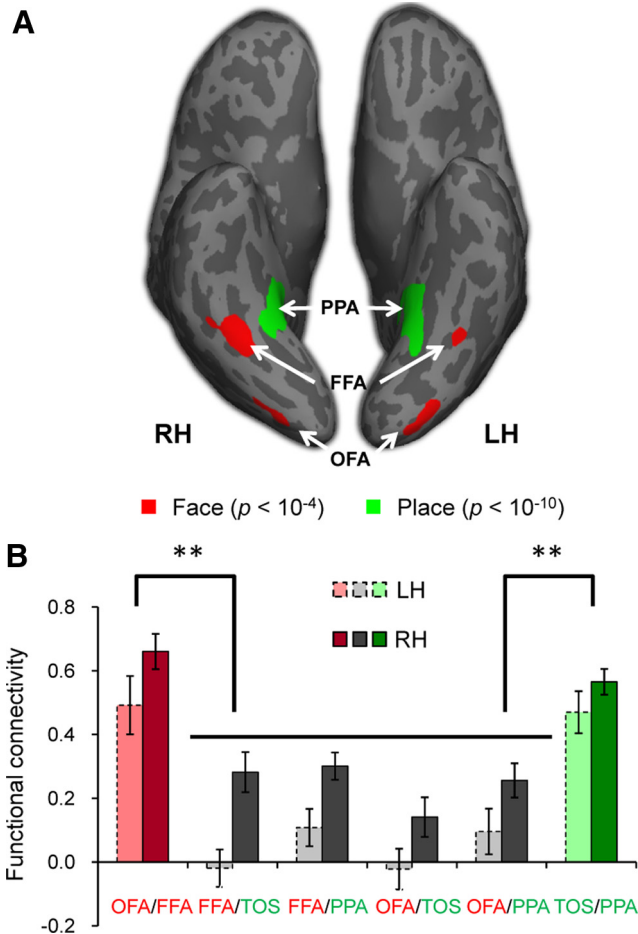 A
PPA
FFA
RH
LH
OFA
Face (p < 10-4)
Place (p < 10-10)
B
**
**
LH
RH
Functional connectivity
0.8
0.6
0.4
0.2
0.0
-0.2
OFA/FFA FFA/TOS FFA/PPA OFA/TOS OFA/PPA TOS/PPA